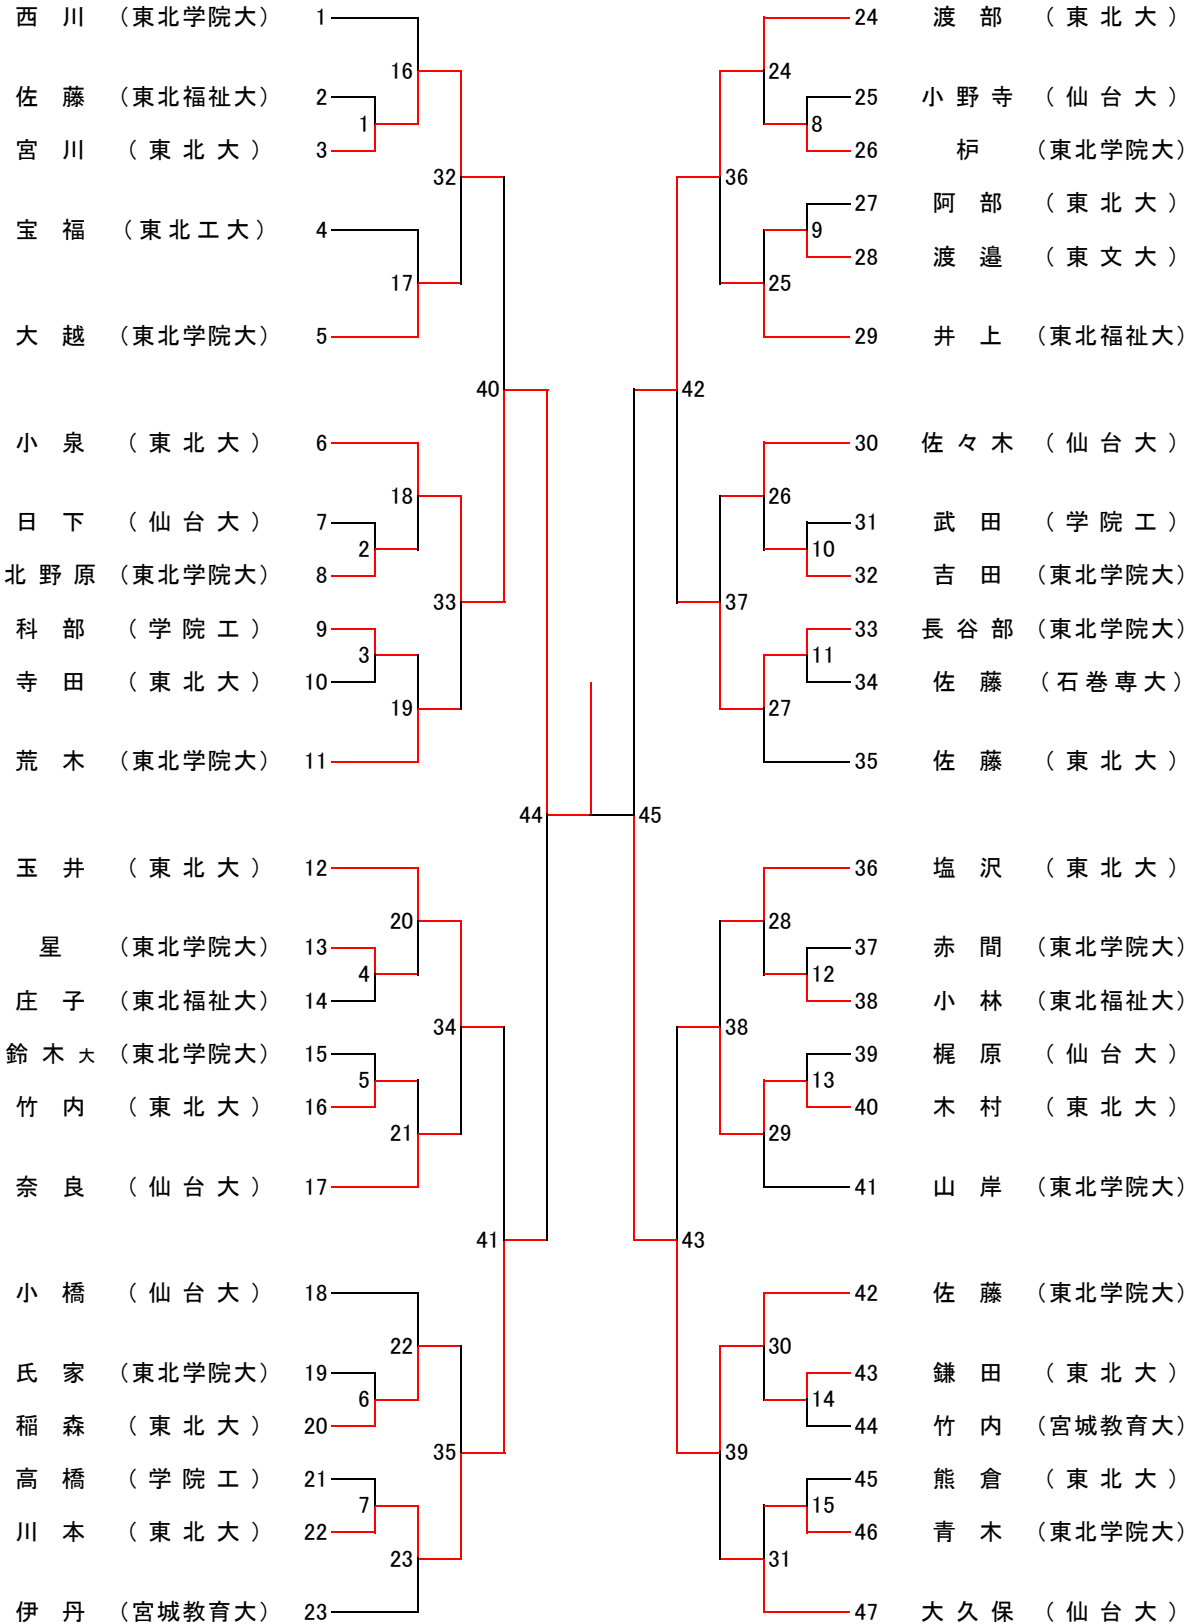 西川 (東北学院大) 1
佐藤 (東北福祉大) 2
宮川 (東北大) 3
宝福 (東北工大) 4
大越 (東北学院大) 5
小泉 (東北大) 6
日下 (仙台大) 7
北野原 (東北学院大) 8
科部 (学院工) 9
寺田 (東北大) 10
荒木 (東北学院大) 11
玉井 (東北大) 12
星 (東北学院大) 13
庄子 (東北福祉大) 14
鈴木大 (東北学院大) 15
竹内 (東北大) 16
奈良 (仙台大) 17
小橋 (仙台大) 18
氏家 (東北学院大) 19
稲森 (東北大) 20
高橋 (学院工) 21
川本 (東北大) 22
伊丹 (宮城教育大) 23
1
2
3
4
5
6
7
16
17
18
19
20
21
22
23
32
33
34
35
40
41
44
45
42
43
36
37
38
39
24
25
26
27
28
29
30
31
8
9
10
11
12
13
14
15
24 渡部 (東北大)
25 小野寺 (仙台大)
26 枦 (東北学院大)
27 阿部 (東北大)
28 渡邉 (東文大)
29 井上 (東北福祉大)
30 佐々木 (仙台大)
31 武田 (学院工)
32 吉田 (東北学院大)
33 長谷部 (東北学院大)
34 佐藤 (石巻専大)
35 佐藤 (東北大)
36 塩沢 (東北大)
37 赤間 (東北学院大)
38 小林 (東北福祉大)
39 梶原 (仙台大)
40 木村 (東北大)
41 山岸 (東北学院大)
42 佐藤 (東北学院大)
43 鎌田 (東北大)
44 竹内 (宮城教育大)
45 熊倉 (東北大)
46 青木 (東北学院大)
47 大久保 (仙台大)